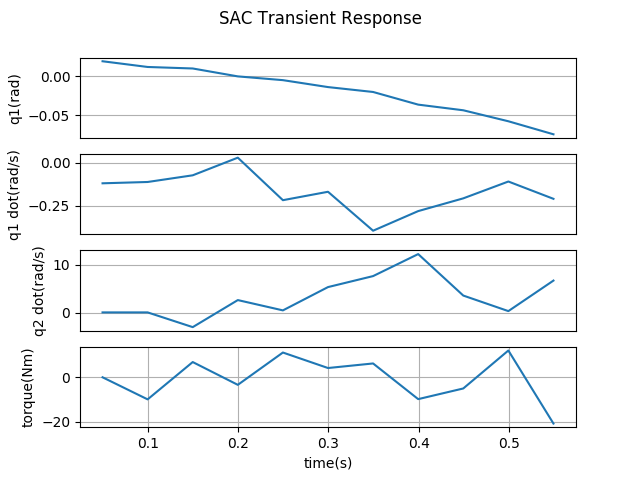 SAC Transient Response
q1(rad)
0.00
−0.05
q1 dot(rad/s)
0.00
−0.25
q2 dot(rad/s)
10
0
torque(Nm)
0
−20
0.1 0.2 0.3 0.4 0.5
time(s)